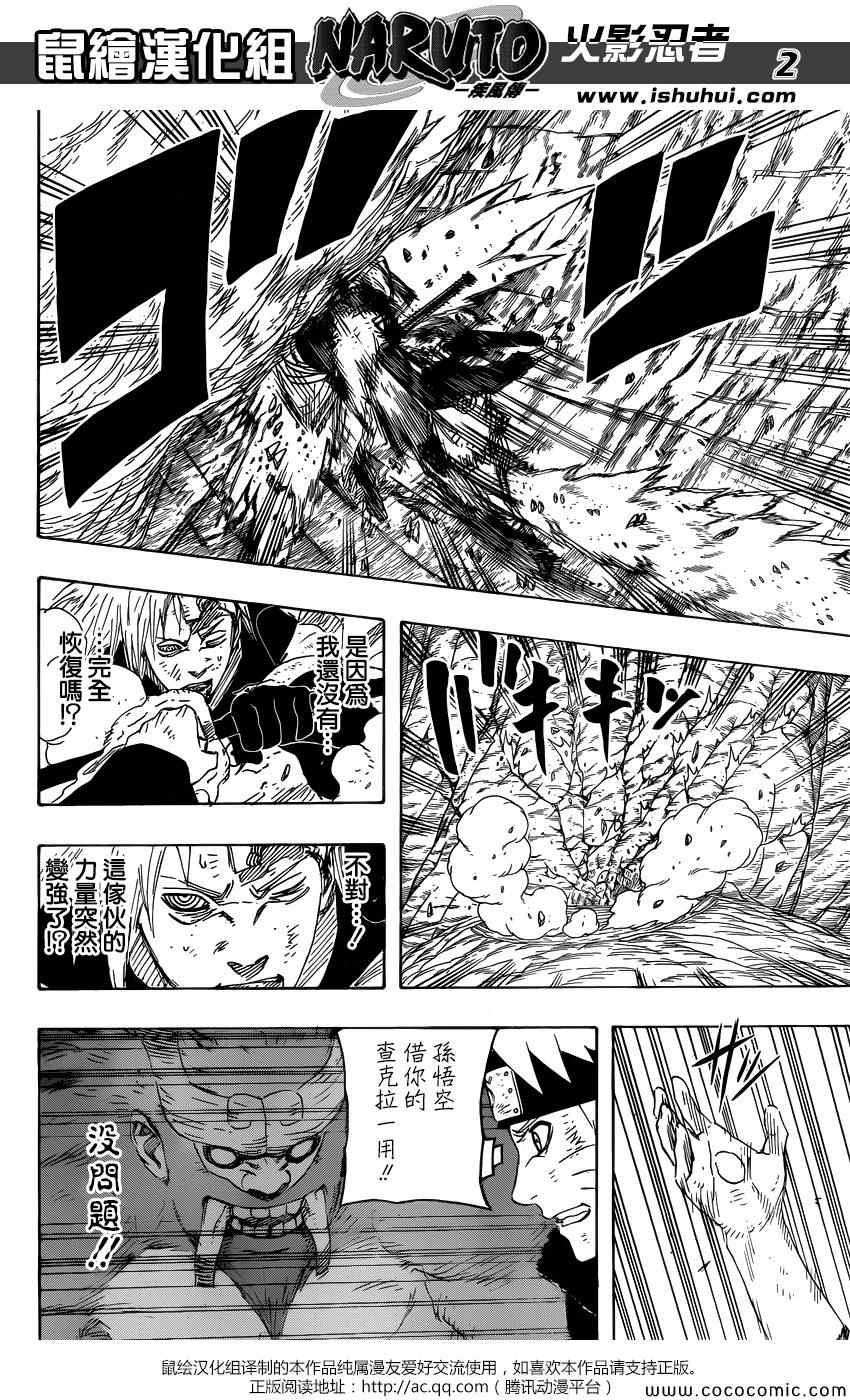 鼠繪漢化組
NARUTO
-疾風傳-
火影忍者
2
www.ishuhui.com
ゴゴ
是因為
我還沒有…
…完全
恢復嗎!?
ドドドッ
不對…!
這傢伙的
力量突然
變強了!?
孫悟空
借你的
查克拉一用!!
没問題!!
鼠绘汉化组译制的本作品纯属漫友爱好交流使用，如喜欢本作品请支持正版。
正版阅读地址：http://ac.qq.com（腾讯动漫平台）
www.cococomic.com